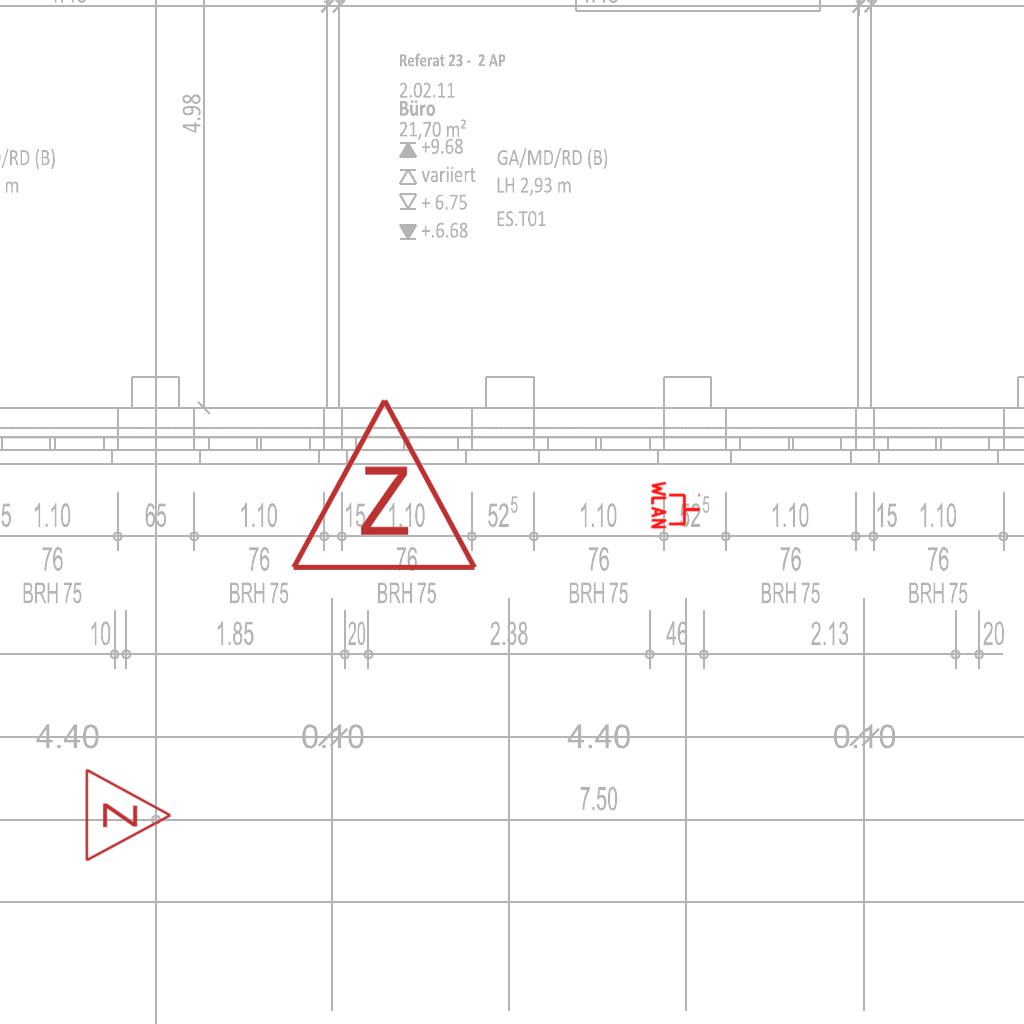 4.98
Referat 23 - 2 AP
2.02.11
Büro
21,70 m²
+9.68
variiert
+ 6.75
+.6.68
/RD (B)
m
GA/MD/RD (B)
LH 2,93 m
ES.T01
5 1.10 65 1.10 15 1.10 52⁵ 1.10 52⁵ 1.10 15 1.10
Z
WLAN
76 76 76 76 76 76
BRH 75 BRH 75 BRH 75 BRH 75 BRH 75 BRH 75
10 1.85 20 2.38 46 2.13 20
4.40 0.10 4.40 0.10
7.50
Z